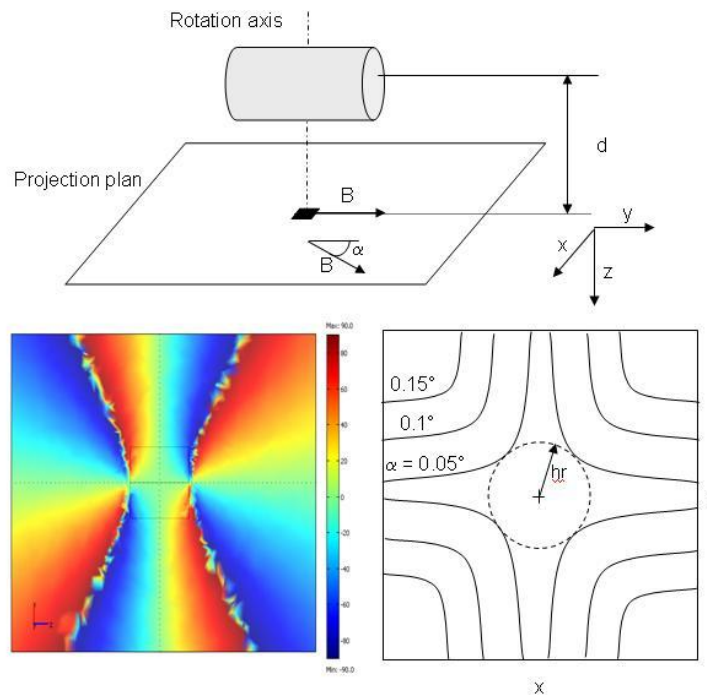 Rotation axis
Projection plan
B
d
α
B
y
x
z
Max: 90.0
80
60
40
20
0
-20
-40
-60
-80
Min: -90.0
0.15°
0.1°
α = 0.05°
hr
x